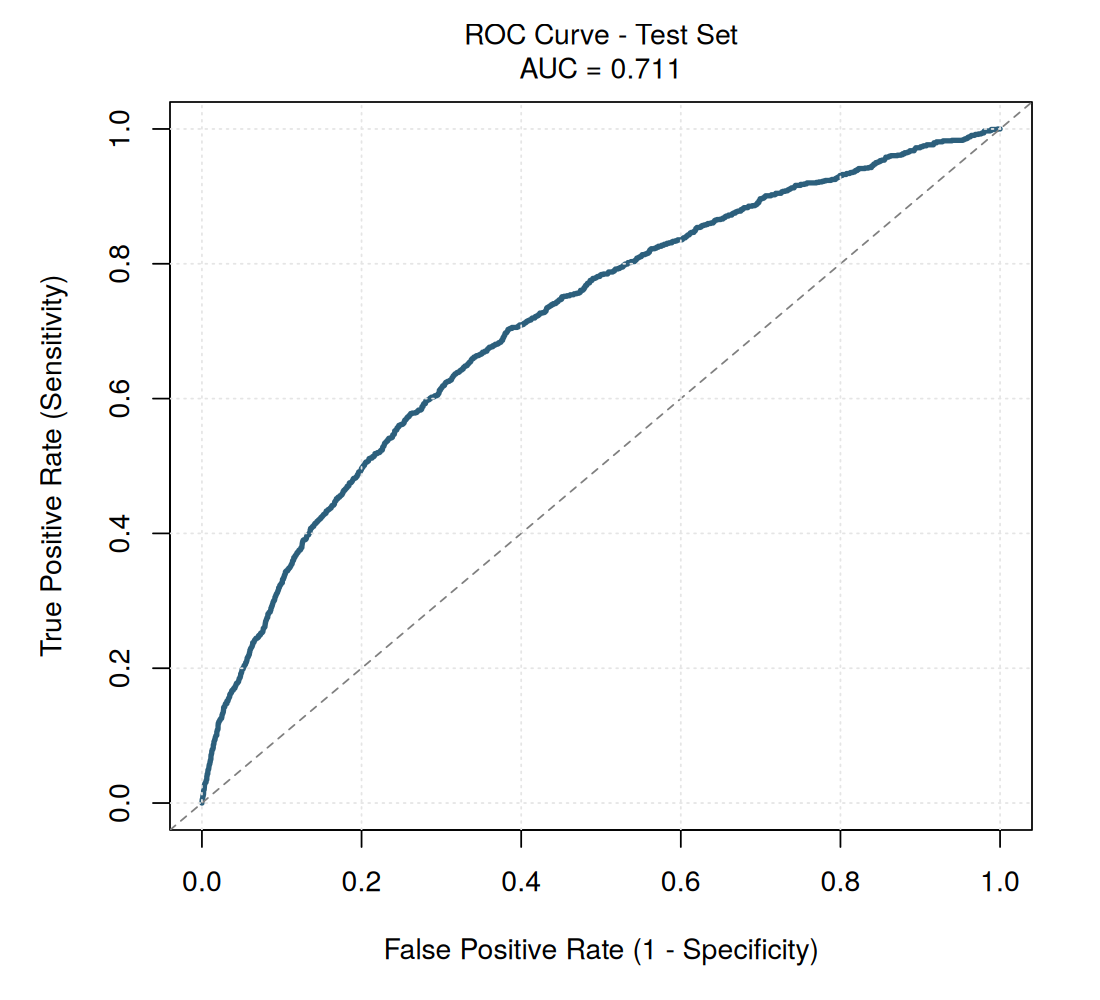 ROC Curve - Test Set
AUC = 0.711
1.0
0.8
0.6
0.4
0.2
0.0
True Positive Rate (Sensitivity)
0.0 0.2 0.4 0.6 0.8 1.0
False Positive Rate (1 - Specificity)